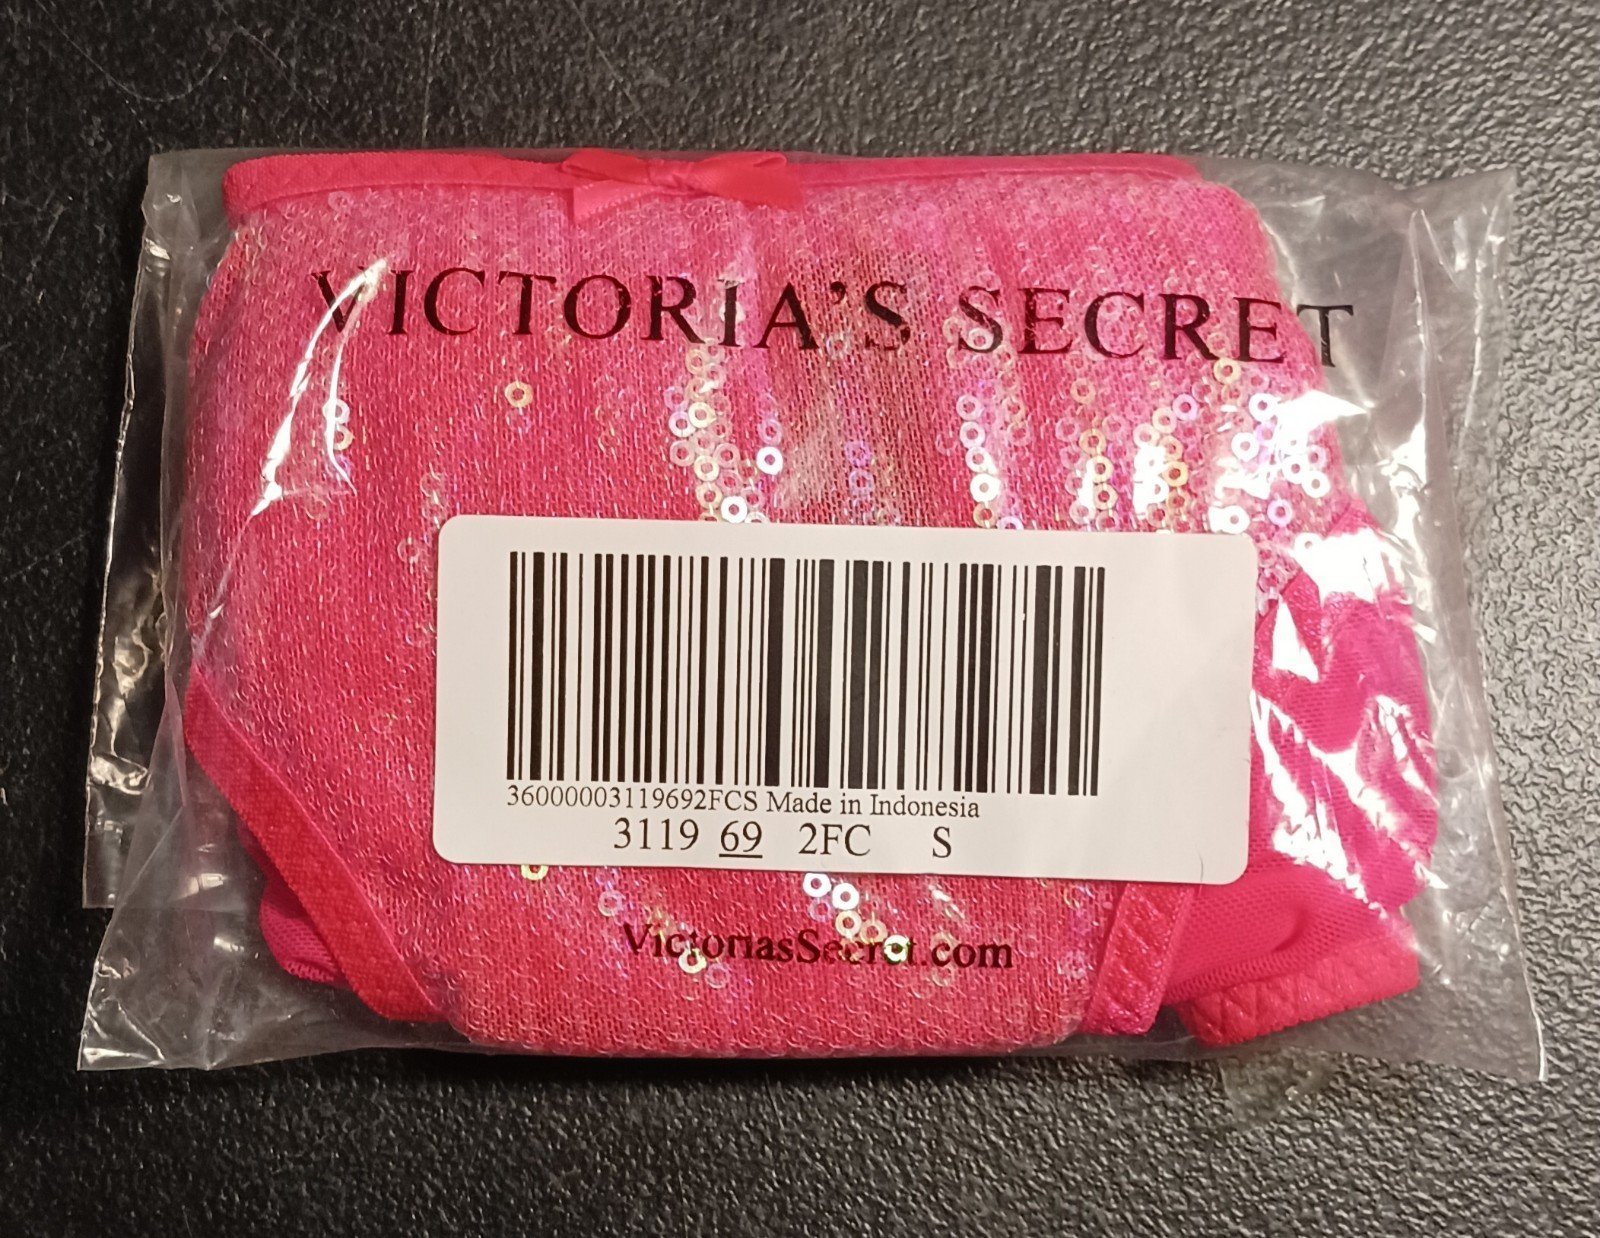 VICTORIA'S SECRET
36000003119692FCS Made in Indonesia
3119 69 2FC S
VictoriasSecret.com